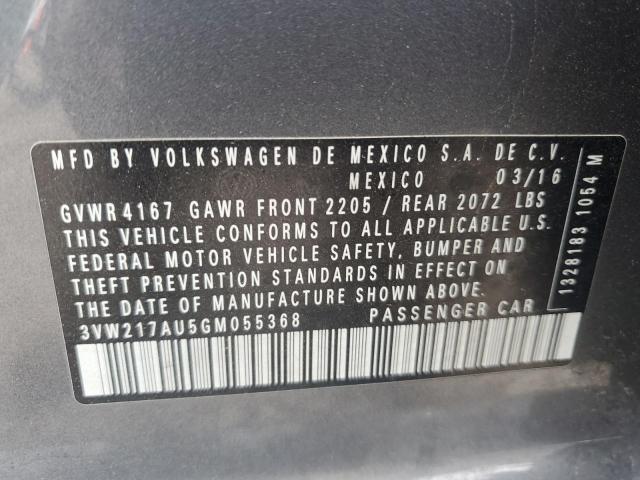 MFD BY VOLKSWAGEN DE MEXICO S.A. DE C.V.
MEXICO 03/16
GVWR 4167 GAWR FRONT 2205 / REAR 2072 LBS
THIS VEHICLE CONFORMS TO ALL APPLICABLE U.S.
FEDERAL MOTOR VEHICLE SAFETY, BUMPER AND
THEFT PREVENTION STANDARDS IN EFFECT ON
THE DATE OF MANUFACTURE SHOWN ABOVE.
3VW217AU5GM055368 PASSENGER CAR
1328183 1054 M